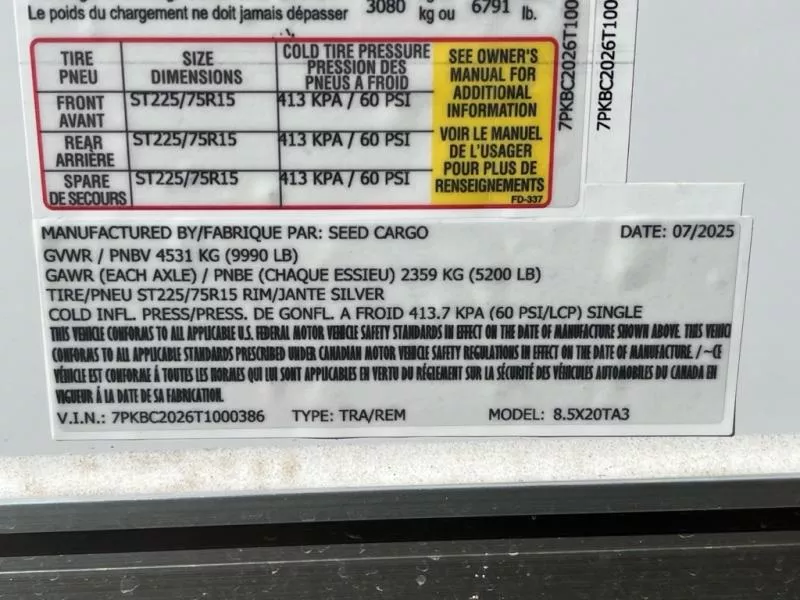 Le poids du chargement ne doit jamais dépasser 3080 kg ou 6791 lb.
TIRE PNEU SIZE DIMENSIONS COLD TIRE PRESSURE PRESSION DES PNEUS A FROID
FRONT AVANT ST225/75R15 413 KPA / 60 PSI
REAR ARRIÈRE ST225/75R15 413 KPA / 60 PSI
SPARE DE SECOURS ST225/75R15 413 KPA / 60 PSI
SEE OWNER'S
MANUAL FOR
ADDITIONAL
INFORMATION
VOIR LE MANUEL
DE L'USAGER
POUR PLUS DE
RENSEIGNEMENTS
FD-337
7PKBC2026T100
7PKBC2026T100
MANUFACTURED BY/FABRIQUE PAR: SEED CARGO DATE: 07/2025
GVWR / PNBV 4531 KG (9990 LB)
GAWR (EACH AXLE) / PNBE (CHAQUE ESSIEU) 2359 KG (5200 LB)
TIRE/PNEU ST225/75R15 RIM/JANTE SILVER
COLD INFL. PRESS/PRESS. DE GONFL. A FROID 413.7 KPA (60 PSI/LCP) SINGLE
THIS VEHICLE CONFORMS TO ALL APPLICABLE U.S. FEDERAL MOTOR VEHICLE SAFETY STANDARDS IN EFFECT ON THE DATE OF MANUFACTURE SHOWN ABOVE. THIS VEHICL
CONFORMS TO ALL APPLICABLE STANDARDS PRESCRIBED UNDER CANADIAN MOTOR VEHICLE SAFETY REGULATIONS IN EFFECT ON THE DATE OF MANUFACTURE. / ~CE
VÉHICULE EST CONFORME À TOUTES LES NORMES QUI LUI SONT APPLICABLES EN VERTU DU RÈGLEMENT SUR LA SÉCURITÉ DES VÉHICULES AUTOMOBILES DU CANADA EN
VIGUEUR À LA DATE DE SA FABRICATION.
V.I.N.: 7PKBC2026T1000386 TYPE: TRA/REM MODEL: 8.5X20TA3